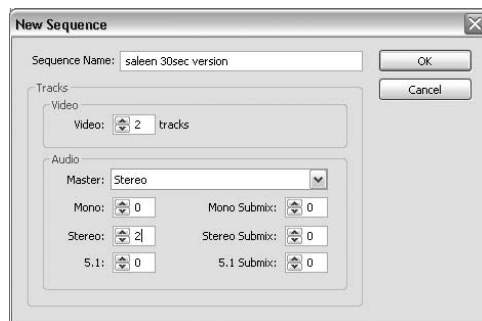 New Sequence
Sequence Name: saleen 30sec version
OK
Cancel
Tracks
Video
Video: 2 tracks
Audio
Master: Stereo
Mono: 0 Mono Submix: 0
Stereo: 2 Stereo Submix: 0
5.1: 0 5.1 Submix: 0